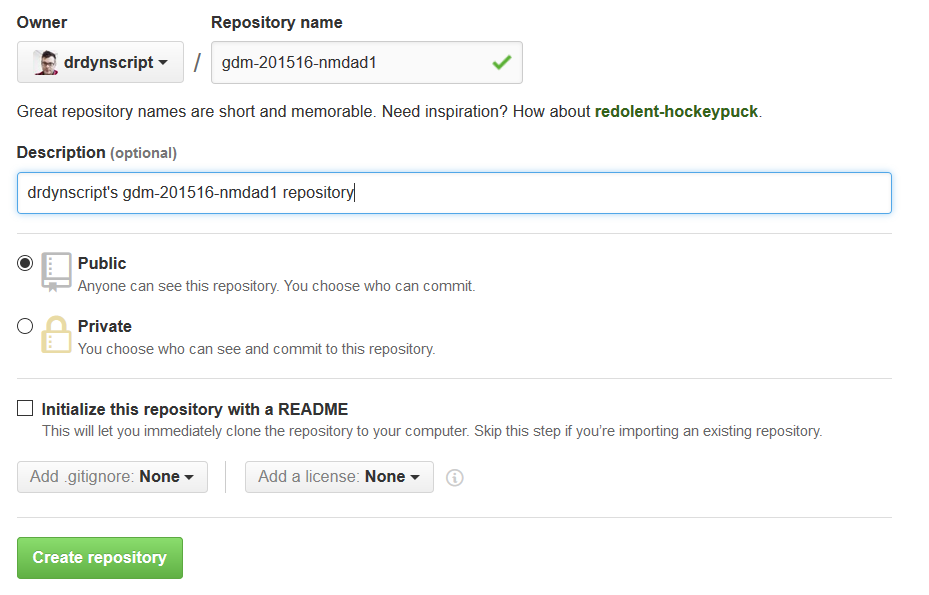 Owner Repository name
drdynscript / gdm-201516-nmdad1
Great repository names are short and memorable. Need inspiration? How about redolent-hockeypuck.
Description (optional)
drdynscript's gdm-201516-nmdad1 repository
Public
Anyone can see this repository. You choose who can commit.
Private
You choose who can see and commit to this repository.
Initialize this repository with a README
This will let you immediately clone the repository to your computer. Skip this step if you’re importing an existing repository.
Add .gitignore: None Add a license: None
Create repository